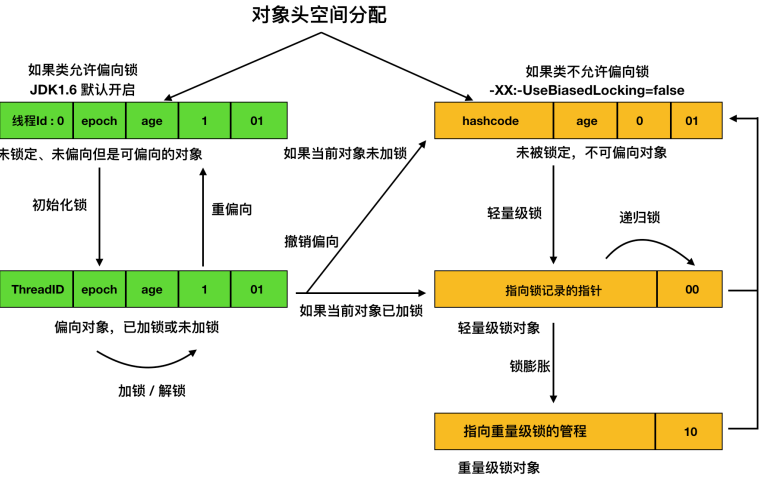 对象头空间分配
如果类允许偏向锁
JDK1.6 默认开启
如果类不允许偏向锁
-XX:-UseBiasedLocking=false
线程Id : 0 epoch age 1 01
hashcode age 0 01
未锁定、未偏向但是可偏向的对象
如果当前对象未加锁
未被锁定，不可偏向对象
初始化锁
重偏向
轻量级锁
递归锁
撤销偏向
ThreadID epoch age 1 01
指向锁记录的指针 00
如果当前对象已加锁
偏向对象，已加锁或未加锁
轻量级锁对象
锁膨胀
加锁 / 解锁
指向重量级锁的管程 10
重量级锁对象